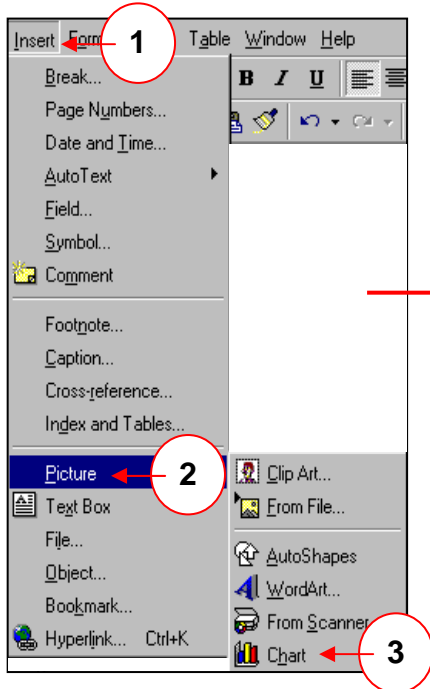 Insert Form 1 Table Window Help
Break...
B I U
Page Numbers...
Date and Time...
AutoText
Field...
Symbol...
Comment
Footnote...
Caption...
Cross-reference...
Index and Tables...
Picture 2
Clip Art...
Text Box
From File...
File...
AutoShapes
Object...
WordArt...
Bookmark...
From Scanner
Hyperlink... Ctrl+K
Chart 3